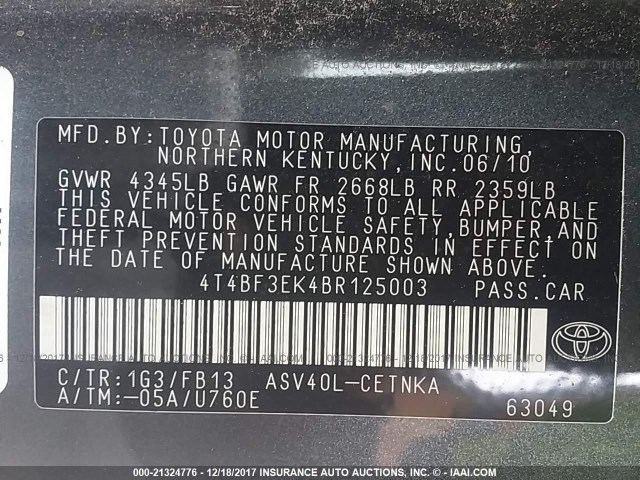 MFD. BY: TOYOTA MOTOR MANUFACTURING,
NORTHERN KENTUCKY, INC. 06/10
GVWR 4345LB GAWR FR 2668LB RR 2359LB
THIS VEHICLE CONFORMS TO ALL APPLICABLE
FEDERAL MOTOR VEHICLE SAFETY, BUMPER, AND
THEFT PREVENTION STANDARDS IN EFFECT ON
THE DATE OF MANUFACTURE SHOWN ABOVE.
4T4BF3EK4BR125003 PASS. CAR
C/TR: 1G3/FB13 ASV40L-CETNKA
A/TM: -05A/U760E 63049
000-21324776 - 12/18/2017 - INSURANCE AUTO AUCTIONS, INC. - IAAI.COM